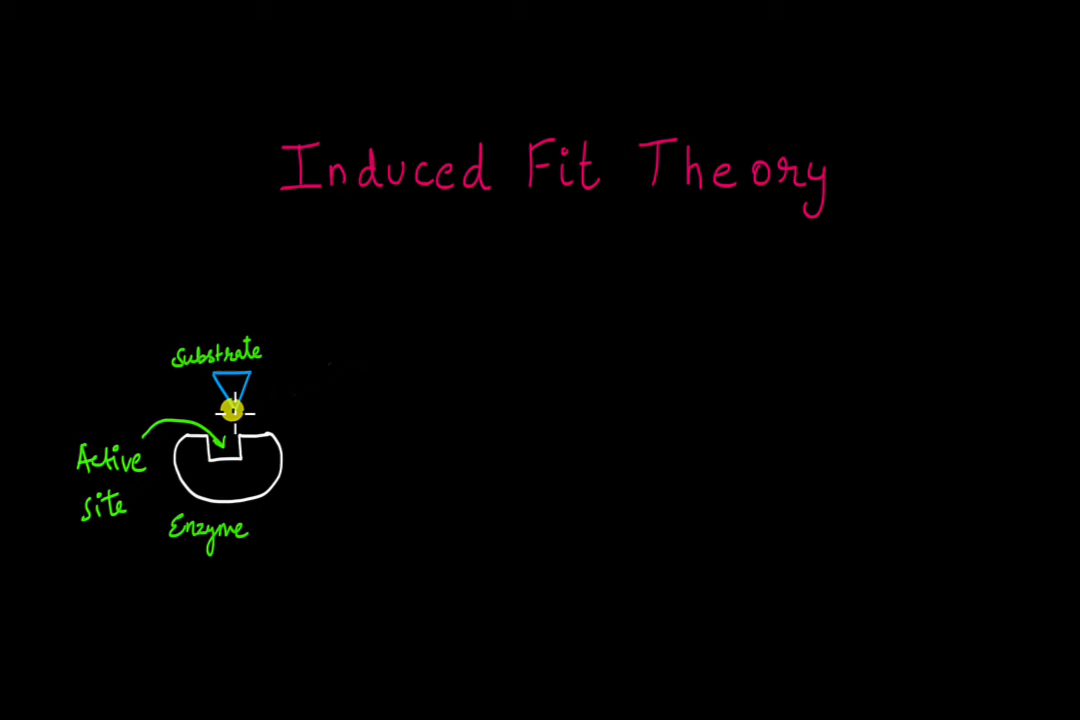 Induced Fit Theory
Substrate
Active
site
Enzyme